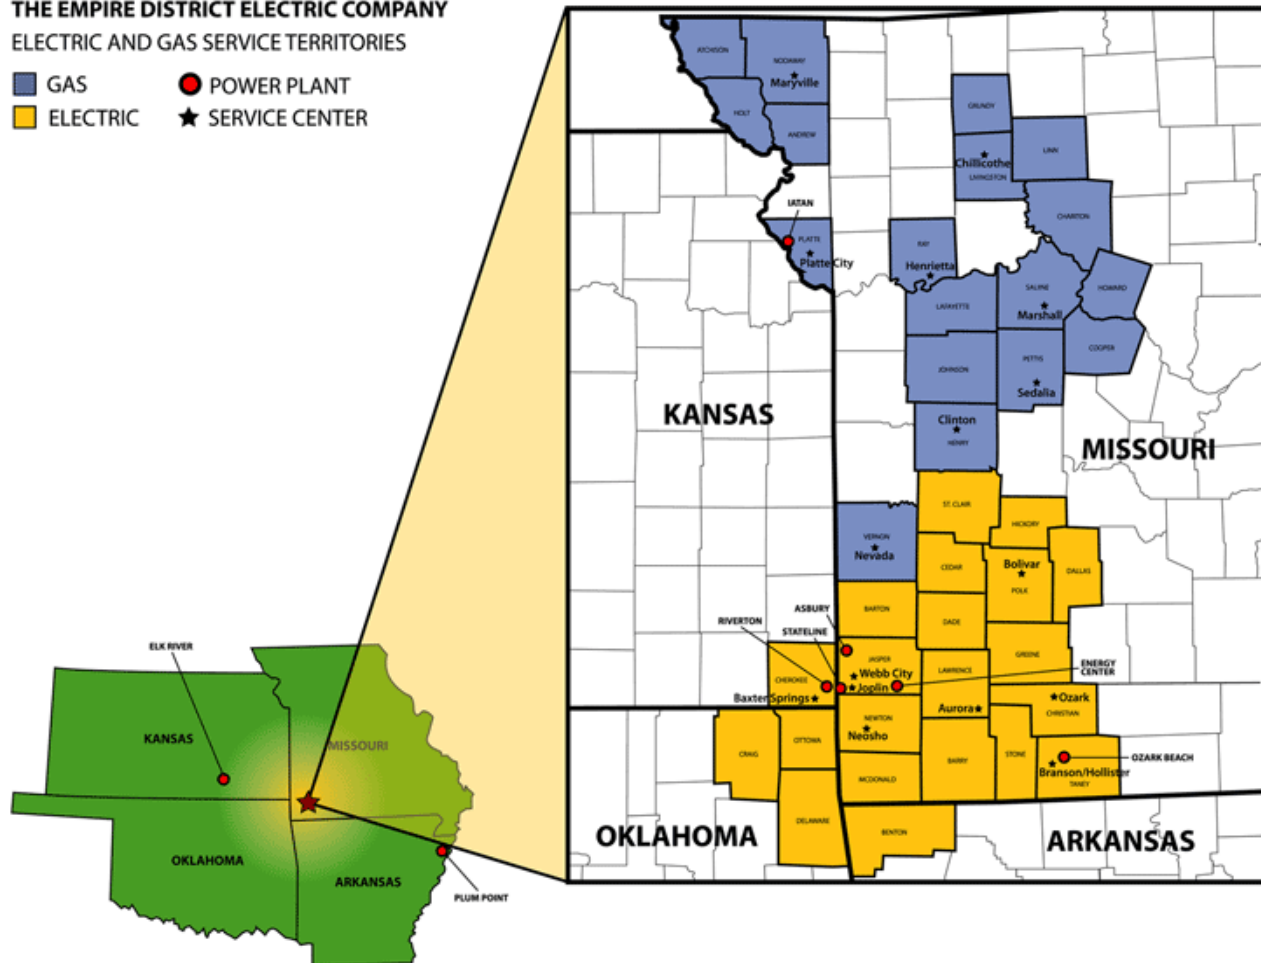 THE EMPIRE DISTRICT ELECTRIC COMPANY
ELECTRIC AND GAS SERVICE TERRITORIES
GAS
POWER PLANT
ELECTRIC
SERVICE CENTER
ATCHISON
NODAWAY
Maryville
HOLT
ANDREW
GRUNDY
Chillicothe
LIVINGSTON
LINN
CHARITON
IATAN
PLATTE
Platte City
RAY
Henrietta
LAFAYETTE
SALINE
Marshall
HOWARD
COOPER
JOHNSON
PETTIS
Sedalia
KANSAS
Clinton
HENRY
MISSOURI
ST. CLAIR
HICKORY
VERNON
Nevada
CEDAR
Bolivar
POLK
DALLAS
ASBURY
BARTON
RIVERTON
STATELINE
DADE
JASPER
GREENE
LAWRENCE
ENERGY
CENTER
CHEROKEE
Webb City
Joplin
Baxter Springs
Aurora
Ozark
CHRISTIAN
NEWTON
Neosho
CRAIG
OTTOWA
BARRY
STONE
OZARK BEACH
Branson/Hollister
TANEY
MCDONALD
DELAWARE
BENTON
OKLAHOMA
ARKANSAS
ELK RIVER
KANSAS
MISSOURI
OKLAHOMA
ARKANSAS
PLUM POINT